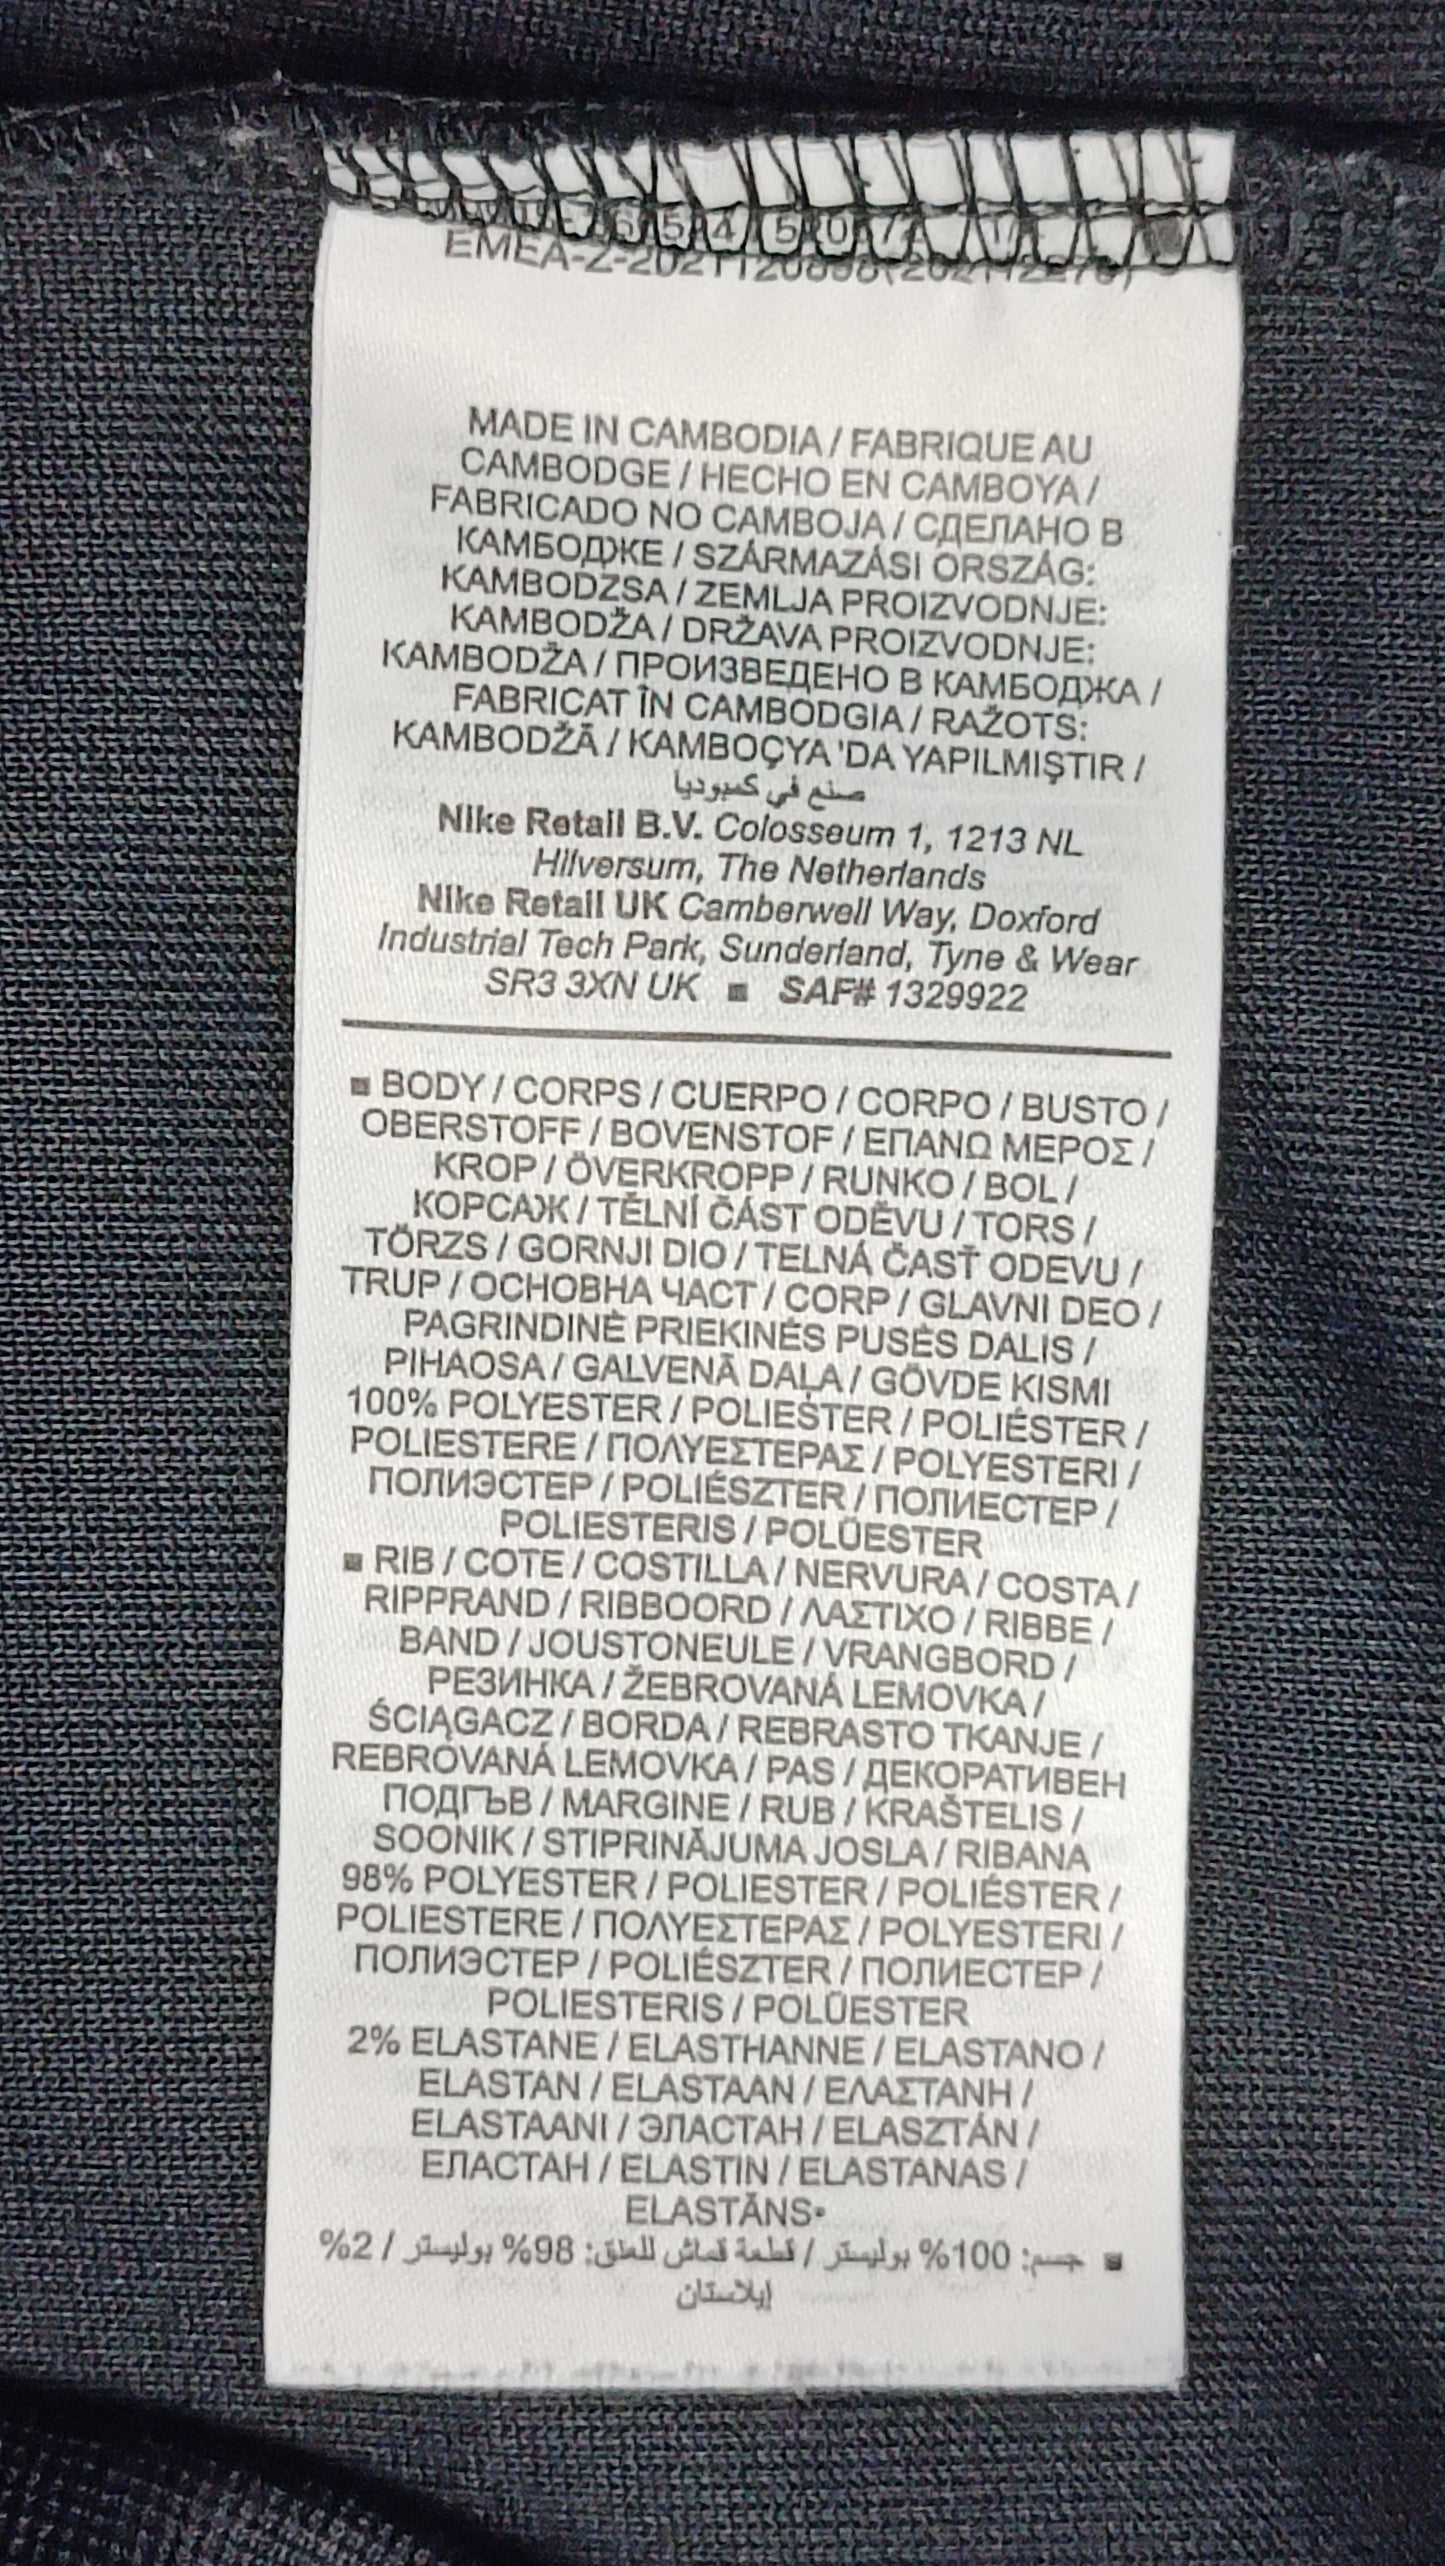 MADE IN CAMBODIA / FABRIQUE AU
CAMBODGE / HECHO EN CAMBOYA /
FABRICADO NO CAMBOJA / СДЕЛАНО В
КАМБОДЖЕ / SZÁRMAZÁSI ORSZÁG:
KAMBODZSA / ZEMLJA PROIZVODNJE:
KAMBODŽA / DRŽAVA PROIZVODNJE:
KAMBODŽA / ПРОИЗВЕДЕНО В КАМБОДЖА /
FABRICAT ÎN CAMBODGIA / RAŽOTS:
KAMBODŽĀ / KAMBOÇYA 'DA YAPILMIŞTIR /
صنع في كمبوديا
Nike Retail B.V. Colosseum 1, 1213 NL
Hilversum, The Netherlands
Nike Retail UK Camberwell Way, Doxford
Industrial Tech Park, Sunderland, Tyne & Wear
SR3 3XN UK ■ SAF# 1329922
■ BODY / CORPS / CUERPO / CORPO / BUSTO /
OBERSTOFF / BOVENSTOF / ΕΠΑΝΩ ΜΕΡΟΣ /
KROP / ÖVERKROPP / RUNKO / BOL /
КОРСАЖ / TĚLNÍ ČÁST ODĚVU / TORS /
TÖRZS / GORNJI DIO / TELNÁ ČASŤ ODEVU /
TRUP / ОСНОВНА ЧАСТ / CORP / GLAVNI DEO /
PAGRINDINĖ PRIEKINĖS PUSĖS DALIS /
PIHAOSA / GALVENĀ DAĻA / GÖVDE KISMI
100% POLYESTER / POLIESTER / POLIÉSTER /
POLIESTERE / ΠΟΛΥΕΣΤΕΡΑΣ / POLYESTERI /
ПОЛИЭСТЕР / POLIÉSZTER / ПОЛИЕСТЕР /
POLIESTERIS / POLÜESTER
■ RIB / COTE / COSTILLA / NERVURA / COSTA /
RIPPRAND / RIBBOORD / ΛΑΣΤΙΧΟ / RIBBE /
BAND / JOUSTONEULE / VRANGBORD /
РЕЗИНКА / ŽEBROVANÁ LEMOVKA /
ŚCIĄGACZ / BORDA / REBRASTO TKANJE /
REBROVANÁ LEMOVKA / PAS / ДЕКОРАТИВЕН
ПОДГЪВ / MARGINE / RUB / KRAŠTELIS /
SOONIK / STIPRINĀJUMA JOSLA / RIBANA
98% POLYESTER / POLIESTER / POLIÉSTER /
POLIESTERE / ΠΟΛΥΕΣΤΕΡΑΣ / POLYESTERI /
ПОЛИЭСТЕР / POLIÉSZTER / ПОЛИЕСТЕР /
POLIESTERIS / POLÜESTER
2% ELASTANE / ELASTHANNE / ELASTANO /
ELASTAN / ELASTAAN / ΕΛΑΣΤΑΝΗ /
ELASTAANI / ЭЛАСТАН / ELASZTÁN /
ЕЛАСТАН / ELASTIN / ELASTANAS /
ELASTĀNS•
■ جسم: 100% بوليستر / قطعة قماش للعنق: 98% بوليستر / 2%
إيلاستان